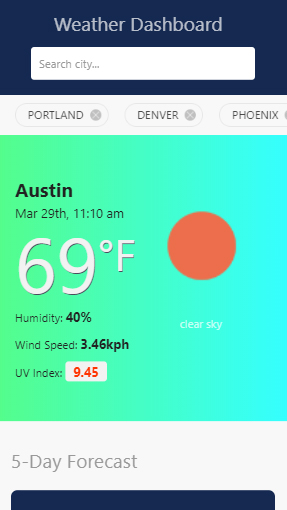 Weather Dashboard
Search city...
PORTLAND
DENVER
PHOENIX
Austin
Mar 29th, 11:10 am
69°F
Humidity: 40%
Wind Speed: 3.46kph
UV Index: 9.45
clear sky
5-Day Forecast